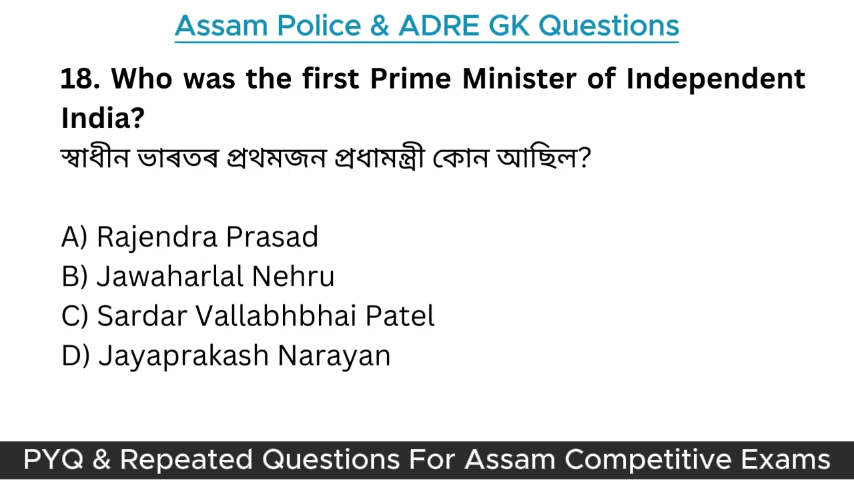 Assam Police & ADRE GK Questions
18. Who was the first Prime Minister of Independent
India?
স্বাধীন ভাৰতৰ প্ৰথমজন প্ৰধামন্ত্ৰী কোন আছিল?
A) Rajendra Prasad
B) Jawaharlal Nehru
C) Sardar Vallabhbhai Patel
D) Jayaprakash Narayan
PYQ & Repeated Questions For Assam Competitive Exams